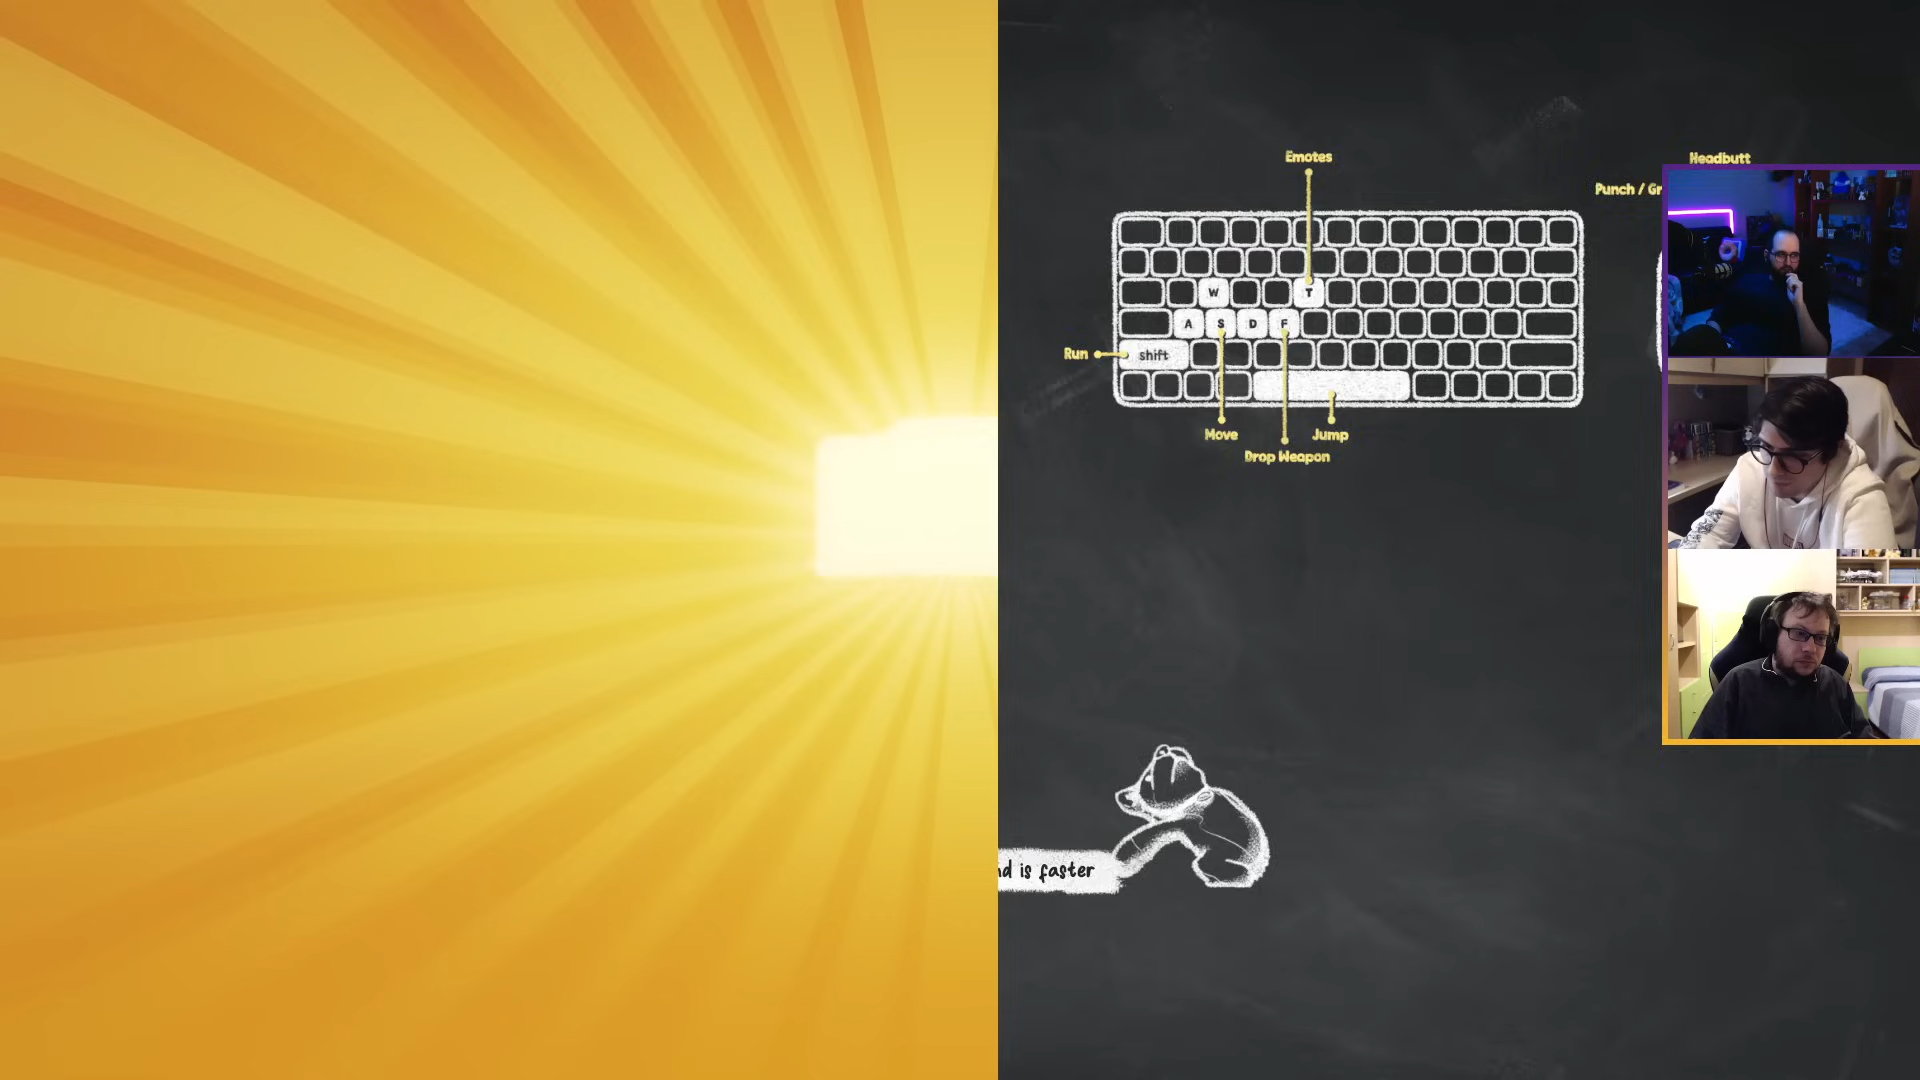 Emotes
Headbutt
Punch / Gr
W
T
A
S
D
F
Run
shift
Move
Jump
Drop Weapon
is faster